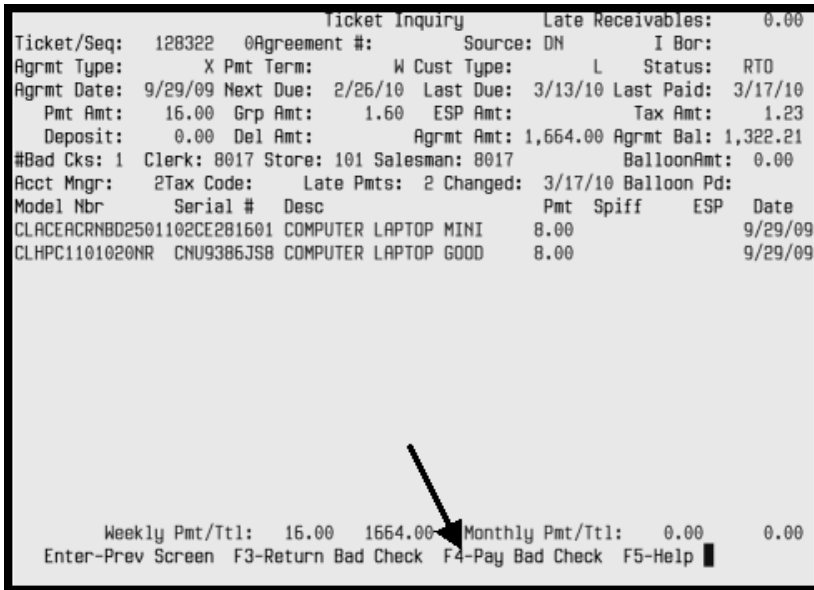 Ticket Inquiry Late Receivables: 0.00
Ticket/Seq: 128322 0Agreement #: Source: DN I Bor:
Agrmt Type: X Pmt Term: W Cust Type: L Status: RTO
Agrmt Date: 9/29/09 Next Due: 2/26/10 Last Due: 3/13/10 Last Paid: 3/17/10
Pmt Amt: 16.00 Grp Amt: 1.60 ESP Amt: Tax Amt: 1.23
Deposit: 0.00 Del Amt: Agrmt Amt: 1,664.00 Agrmt Bal: 1,322.21
#Bad Cks: 1 Clerk: 8017 Store: 101 Salesman: 8017 BalloonAmt: 0.00
Acct Mngr: 2Tax Code: Late Pmts: 2 Changed: 3/17/10 Balloon Pd:
Model Nbr Serial # Desc Pmt Spiff ESP Date
CLACEACRNBD2501102CE281601 COMPUTER LAPTOP MINI 8.00 9/29/09
CLHPC1101020NR CNU9386JS8 COMPUTER LAPTOP GOOD 8.00 9/29/09
Weekly Pmt/Ttl: 16.00 1664.00 Monthly Pmt/Ttl: 0.00 0.00
Enter-Prev Screen F3-Return Bad Check F4-Pay Bad Check F5-Help